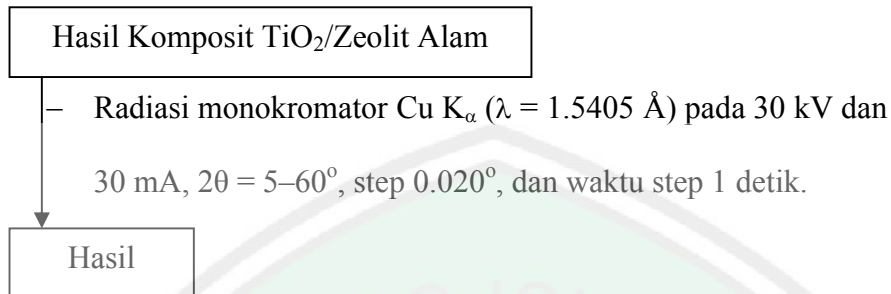 Hasil Komposit TiO₂/Zeolit Alam
– Radiasi monokromator Cu Kα (λ = 1.5405 Å) pada 30 kV dan
30 mA, 2θ = 5–60°, step 0.020°, dan waktu step 1 detik.
Hasil